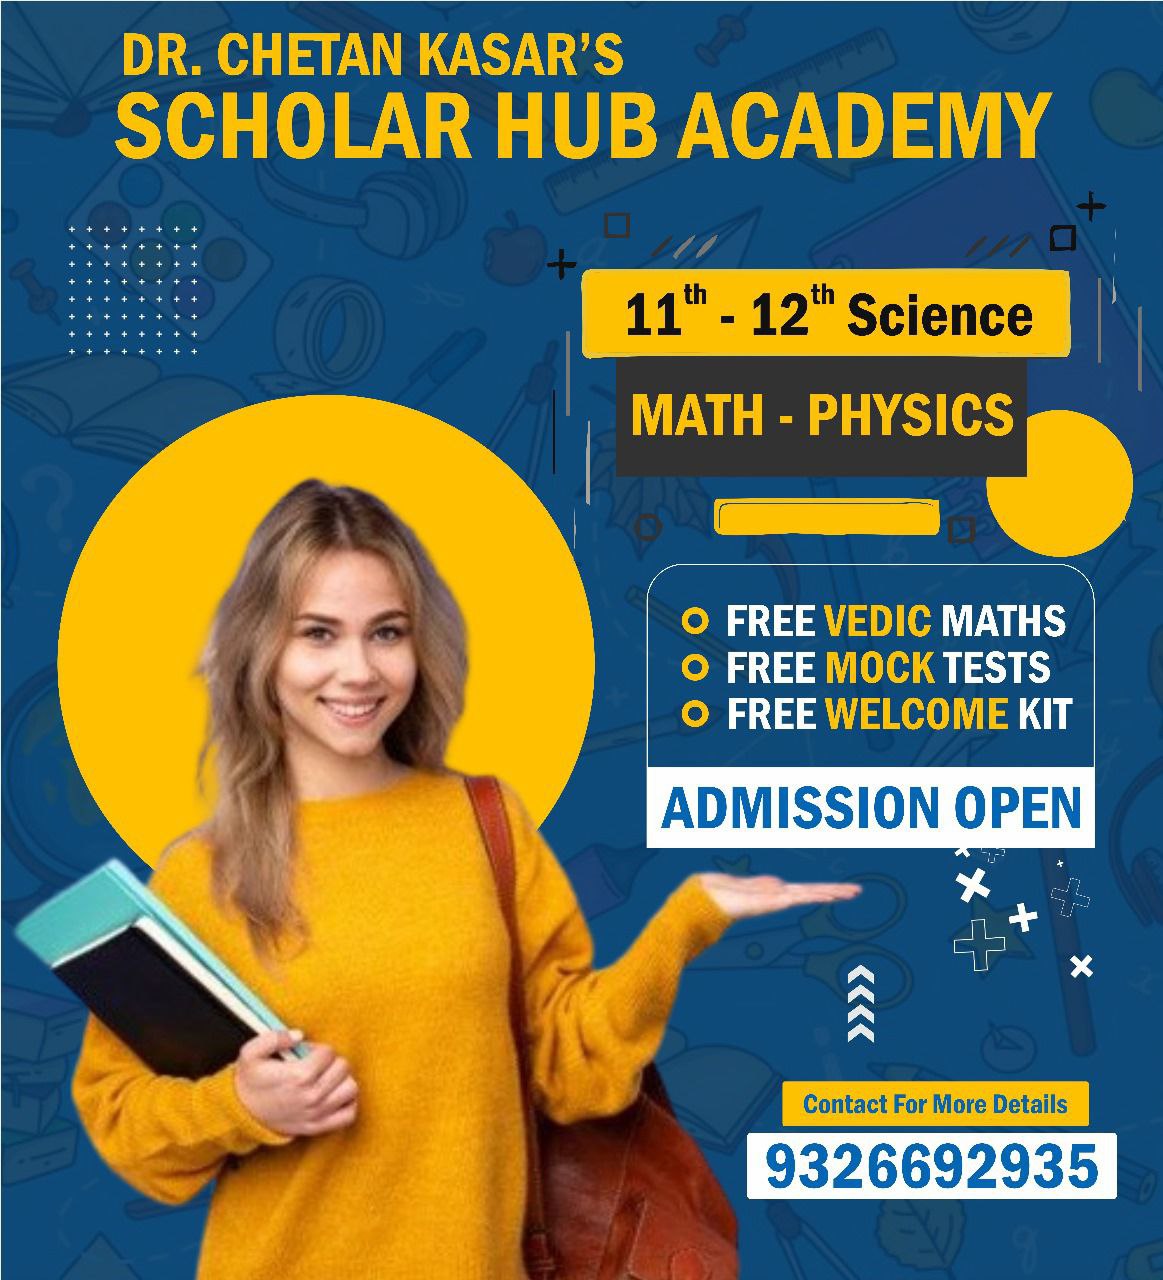 DR. CHETAN KASAR'S
SCHOLAR HUB ACADEMY
11th - 12th Science
MATH - PHYSICS
FREE VEDIC MATHS
FREE MOCK TESTS
FREE WELCOME KIT
ADMISSION OPEN
Contact For More Details
9326692935